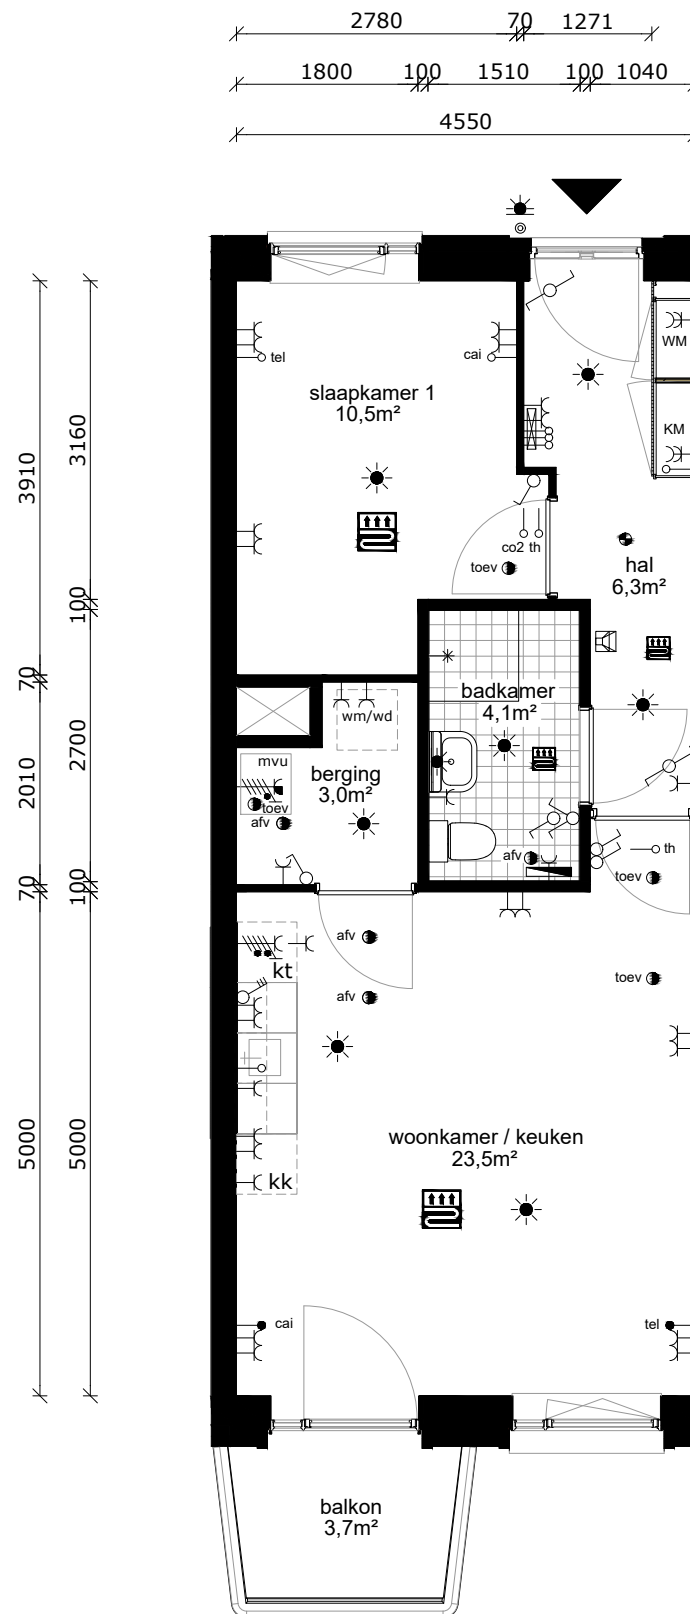 2780 70 1271
1800 100 1510 100 1040
4550
3910
3160
70
100
2010
2700
70
100
5000
5000
tel
cai
WM
slaapkamer 1
10,5m²
KM
co2 th
toev
hal
6,3m²
badkamer
4,1m²
wm/wd
mvu
berging
3,0m²
toev
afv
afv
th
toev
afv
kt
toev
afv
woonkamer / keuken
23,5m²
kk
cai
tel
balkon
3,7m²